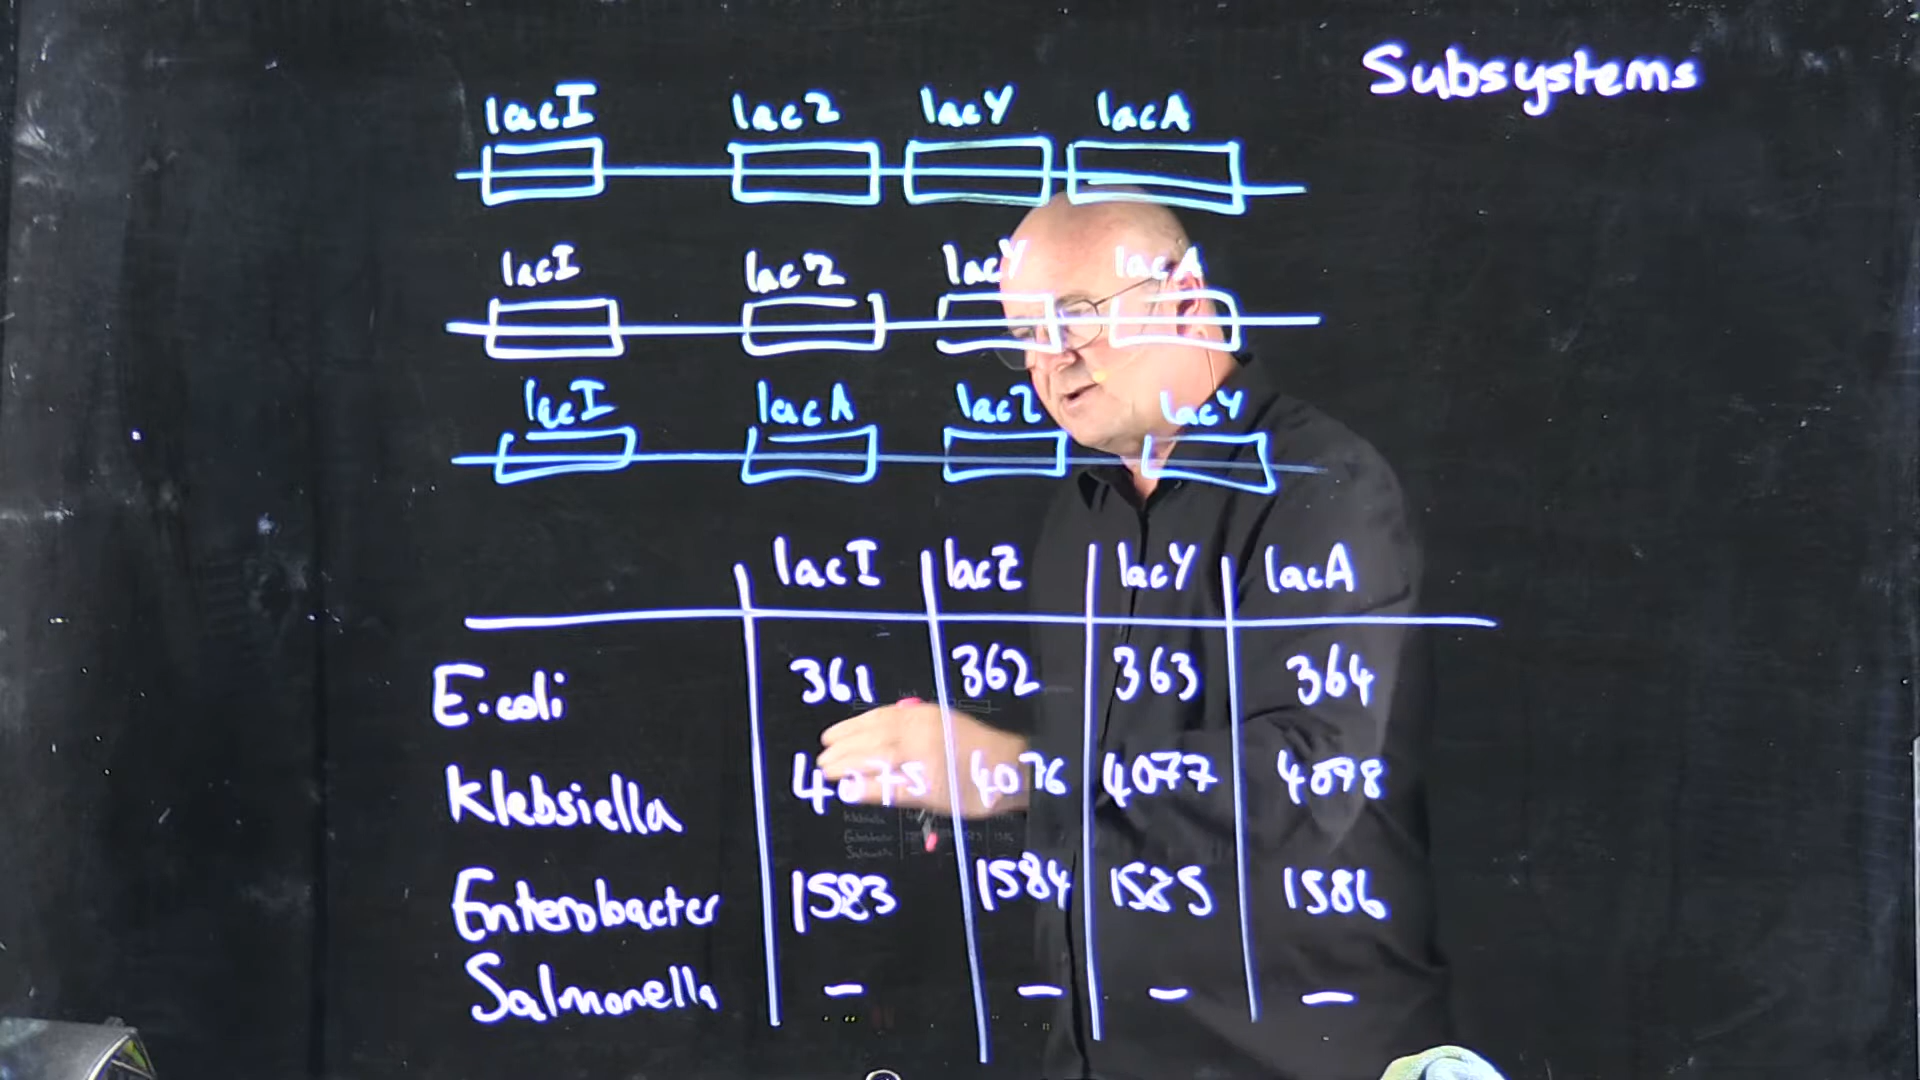 Subsystems
lacI lacZ lacY lacA
lacI lacZ lacY lacA
lacI lacA lacZ lacY
lacI lacZ lacY lacA
E.coli 361 362 363 364
Klebsiella 4075 4076 4077 4098
Enterobacter 1583 1584 1585 1586
Salmonella – – – –